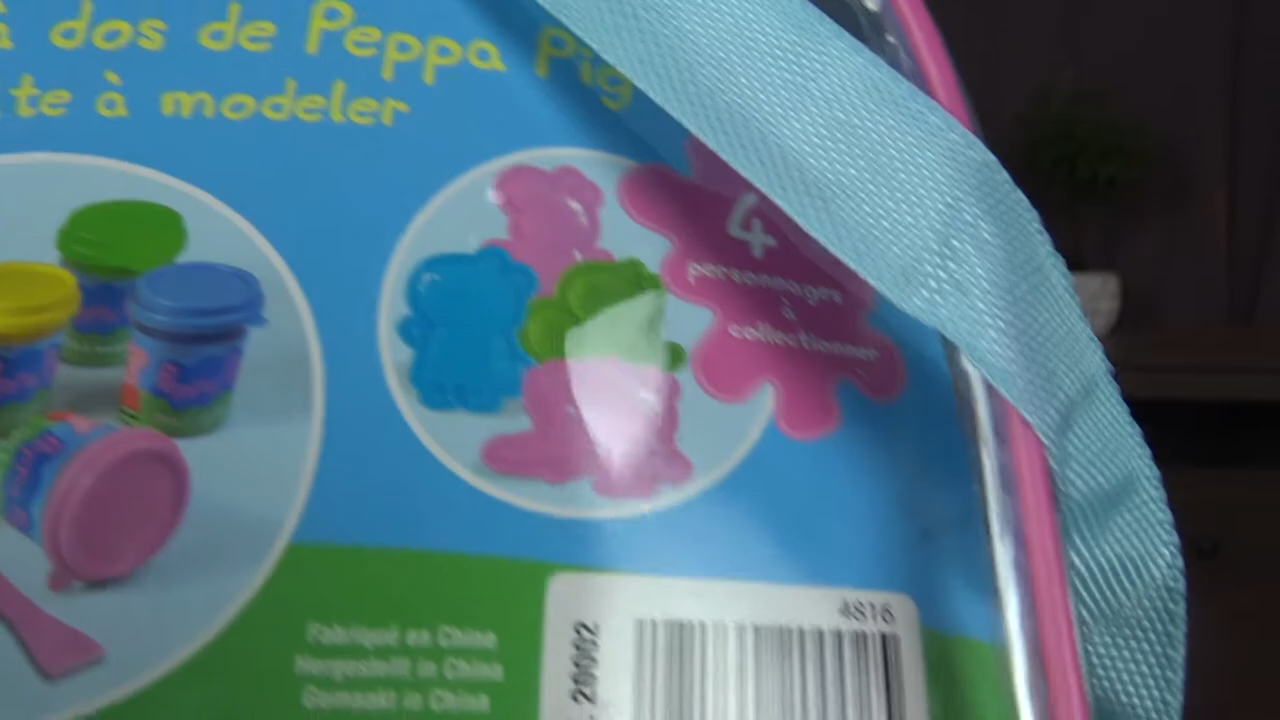 à dos de Peppa Pig
te à modeler
4
personnages
à
collectionner
Fabriqué en China
Hergestellt in China
Gemaakt in China
4816
20002